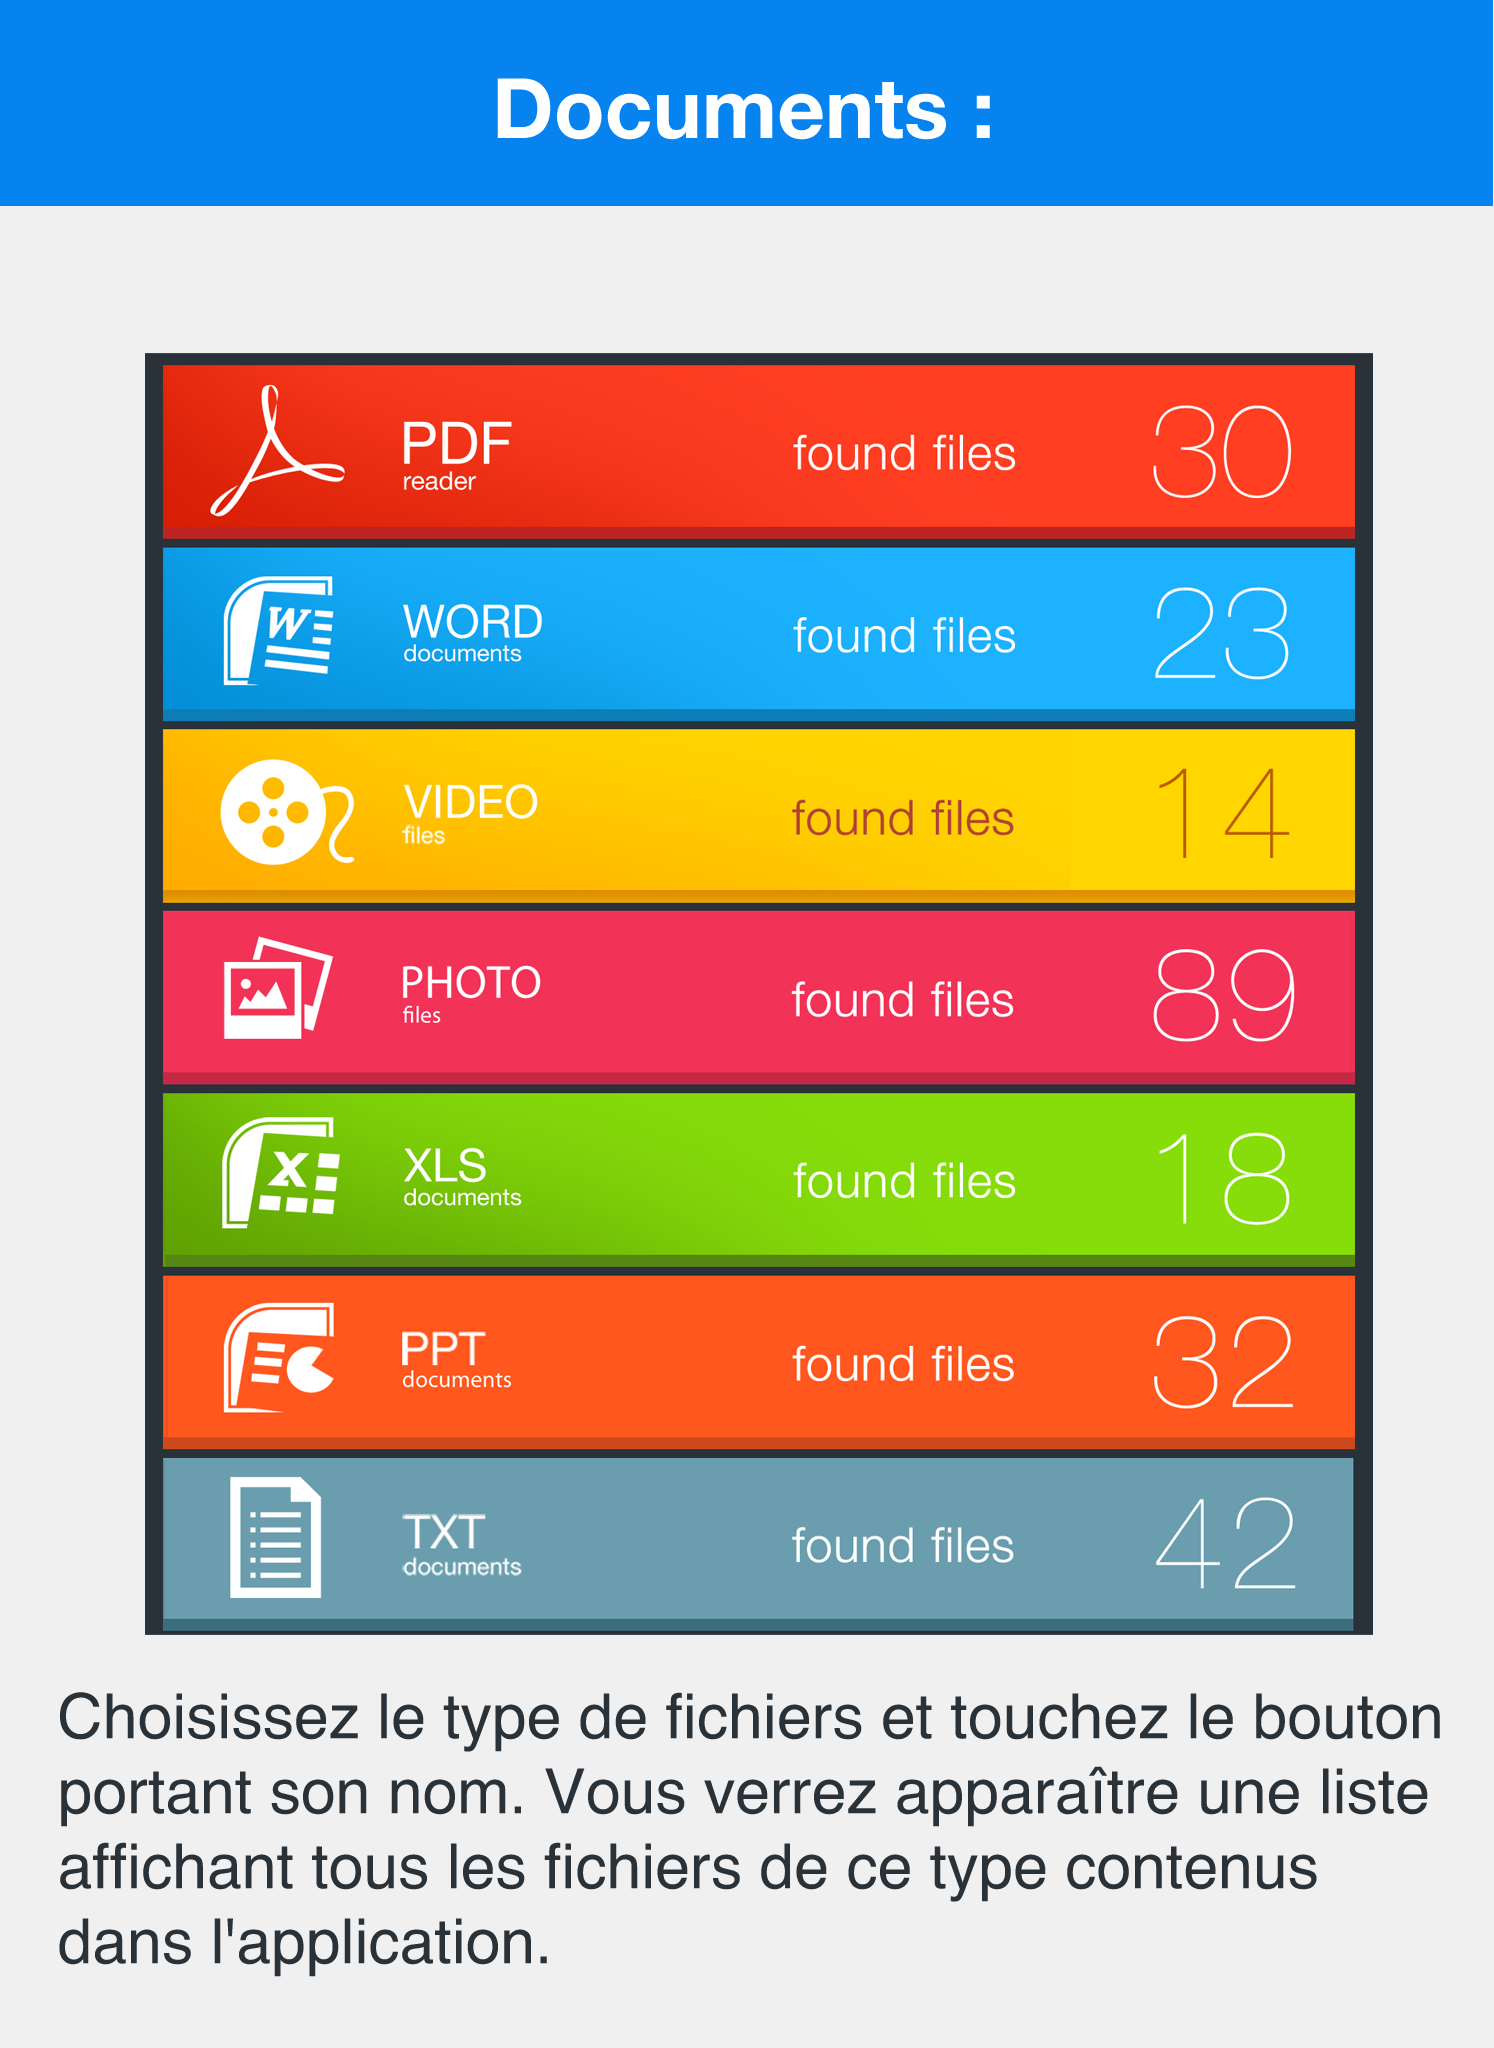 Documents :
PDF
reader
found files
30
WORD
documents
found files
23
VIDEO
files
found files
14
PHOTO
files
found files
89
XLS
documents
found files
18
PPT
documents
found files
32
TXT
documents
found files
42
Choisissez le type de fichiers et touchez le bouton
portant son nom. Vous verrez apparaître une liste
affichant tous les fichiers de ce type contenus
dans l'application.